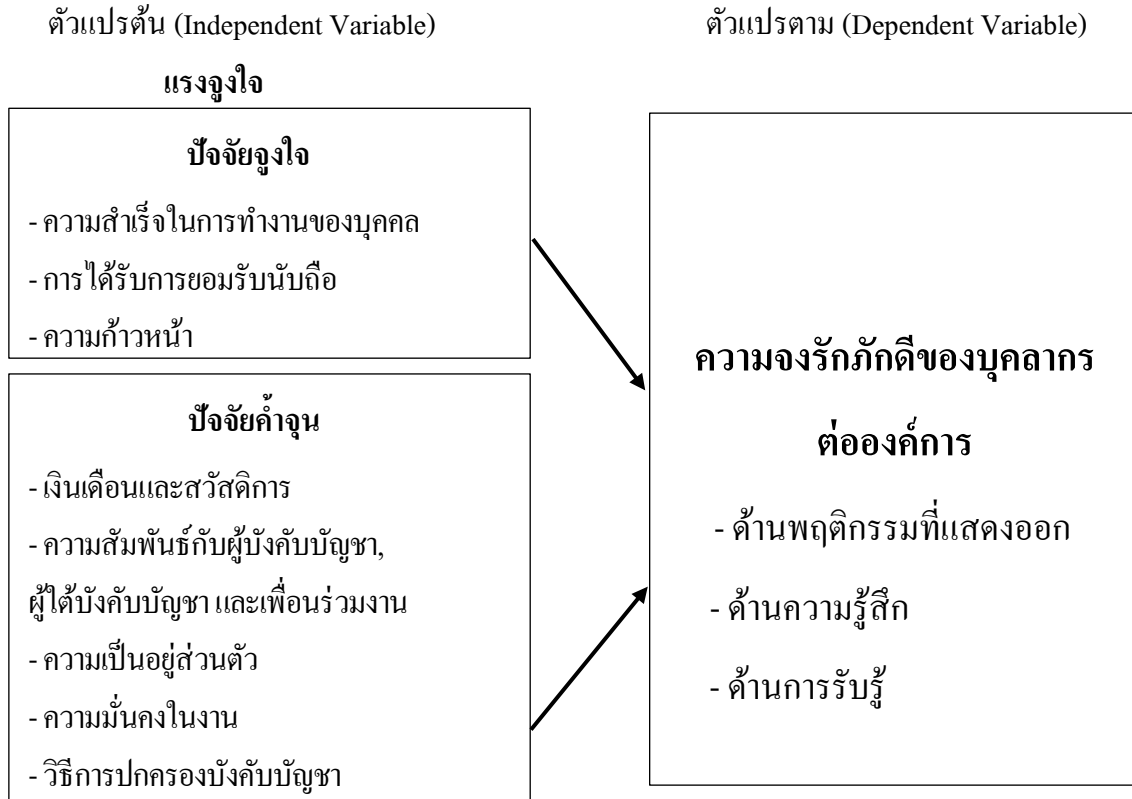 ตัวแปรต้น (Independent Variable)
ตัวแปรตาม (Dependent Variable)
แรงจูงใจ
ปัจจัยจูงใจ
- ความสำเร็จในการทำงานของบุคคล
- การได้รับการยอมรับนับถือ
- ความก้าวหน้า
ปัจจัยค้ำจุน
- เงินเดือนและสวัสดิการ
- ความสัมพันธ์กับผู้บังคับบัญชา,
ผู้ใต้บังคับบัญชา และเพื่อนร่วมงาน
- ความเป็นอยู่ส่วนตัว
- ความมั่นคงในงาน
- วิธีการปกครองบังคับบัญชา
ความจงรักภักดีของบุคลากร
ต่อองค์การ
- ด้านพฤติกรรมที่แสดงออก
- ด้านความรู้สึก
- ด้านการรับรู้